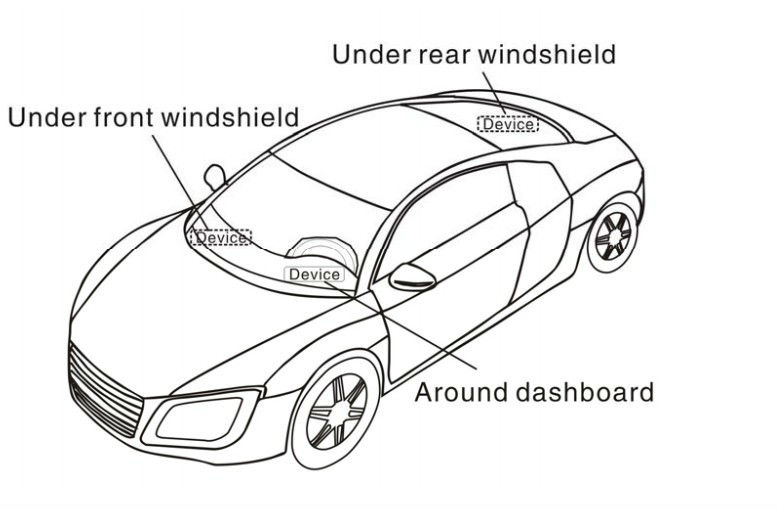 Under rear windshield
Under front windshield
Device
Device
Device
Around dashboard